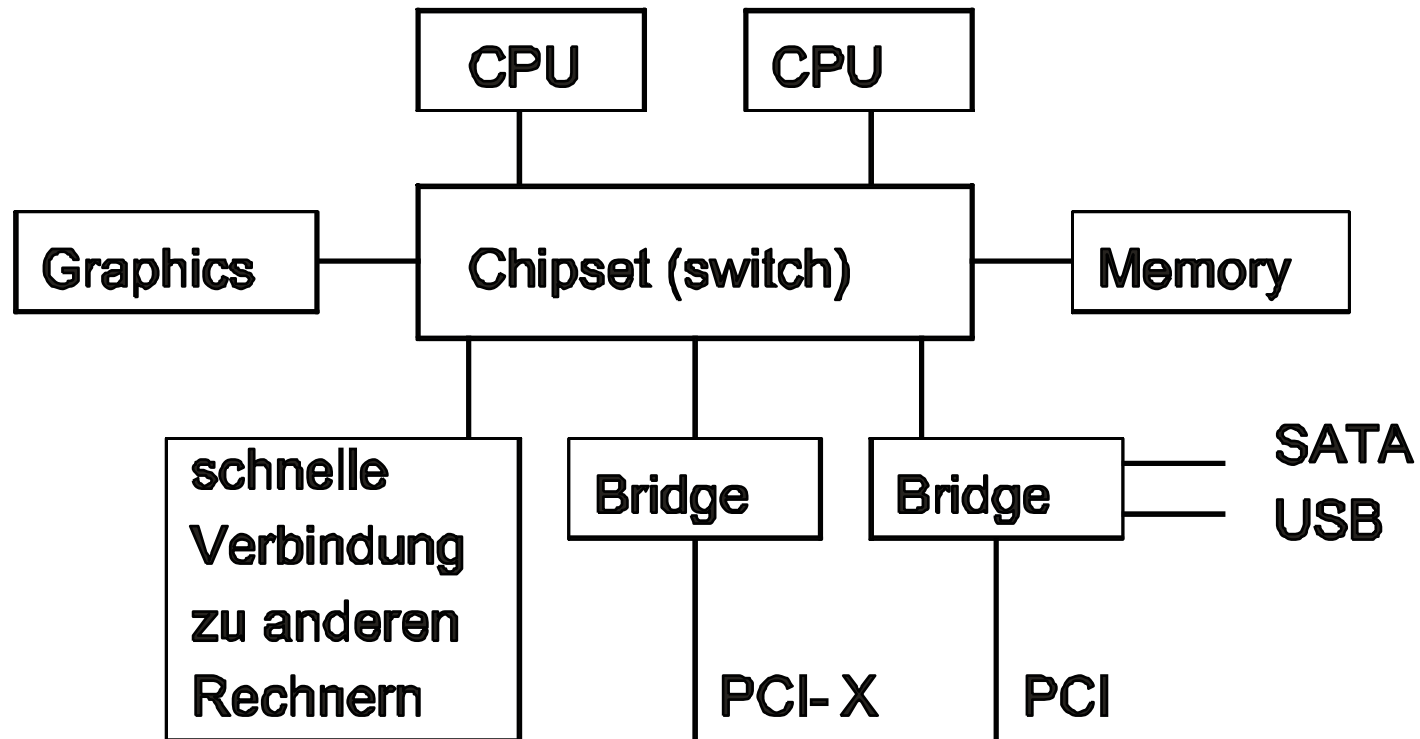 CPU
CPU
Graphics
Chipset (switch)
Memory
schnelle
Verbindung
zu anderen
Rechnern
Bridge
Bridge
SATA
USB
PCI- X
PCI